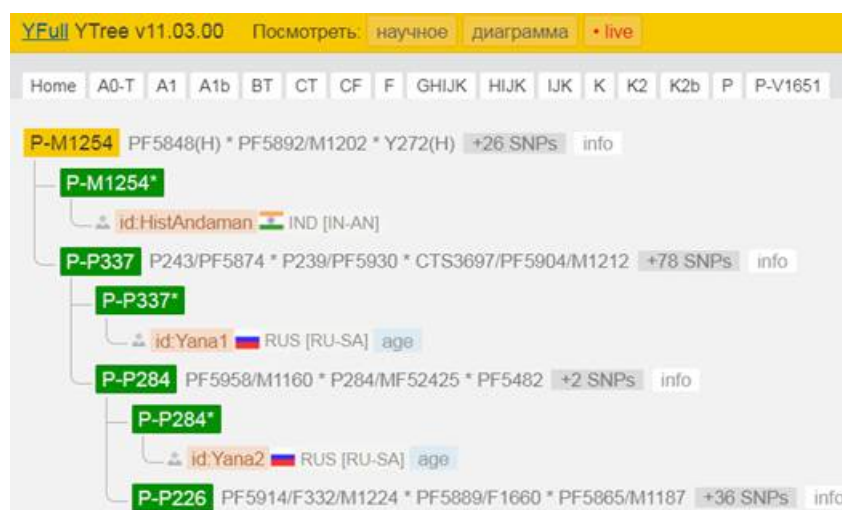 YFull YTree v11.03.00 Посмотреть: научное диаграмма • live
Home A0-T A1 A1b BT CT CF F GHIJK HIJK IJK K K2 K2b P P-V1651
P-M1254 PF5848(H) * PF5892/M1202 * Y272(H) +26 SNPs info
P-M1254*
id:HistAndaman IND [IN-AN]
P-P337 P243/PF5874 * P239/PF5930 * CTS3697/PF5904/M1212 +78 SNPs info
P-P337*
id:Yana1 RUS [RU-SA] age
P-P284 PF5958/M1160 * P284/MF52425 * PF5482 +2 SNPs info
P-P284*
id:Yana2 RUS [RU-SA] age
P-P226 PF5914/F332/M1224 * PF5889/F1660 * PF5865/M1187 +36 SNPs info